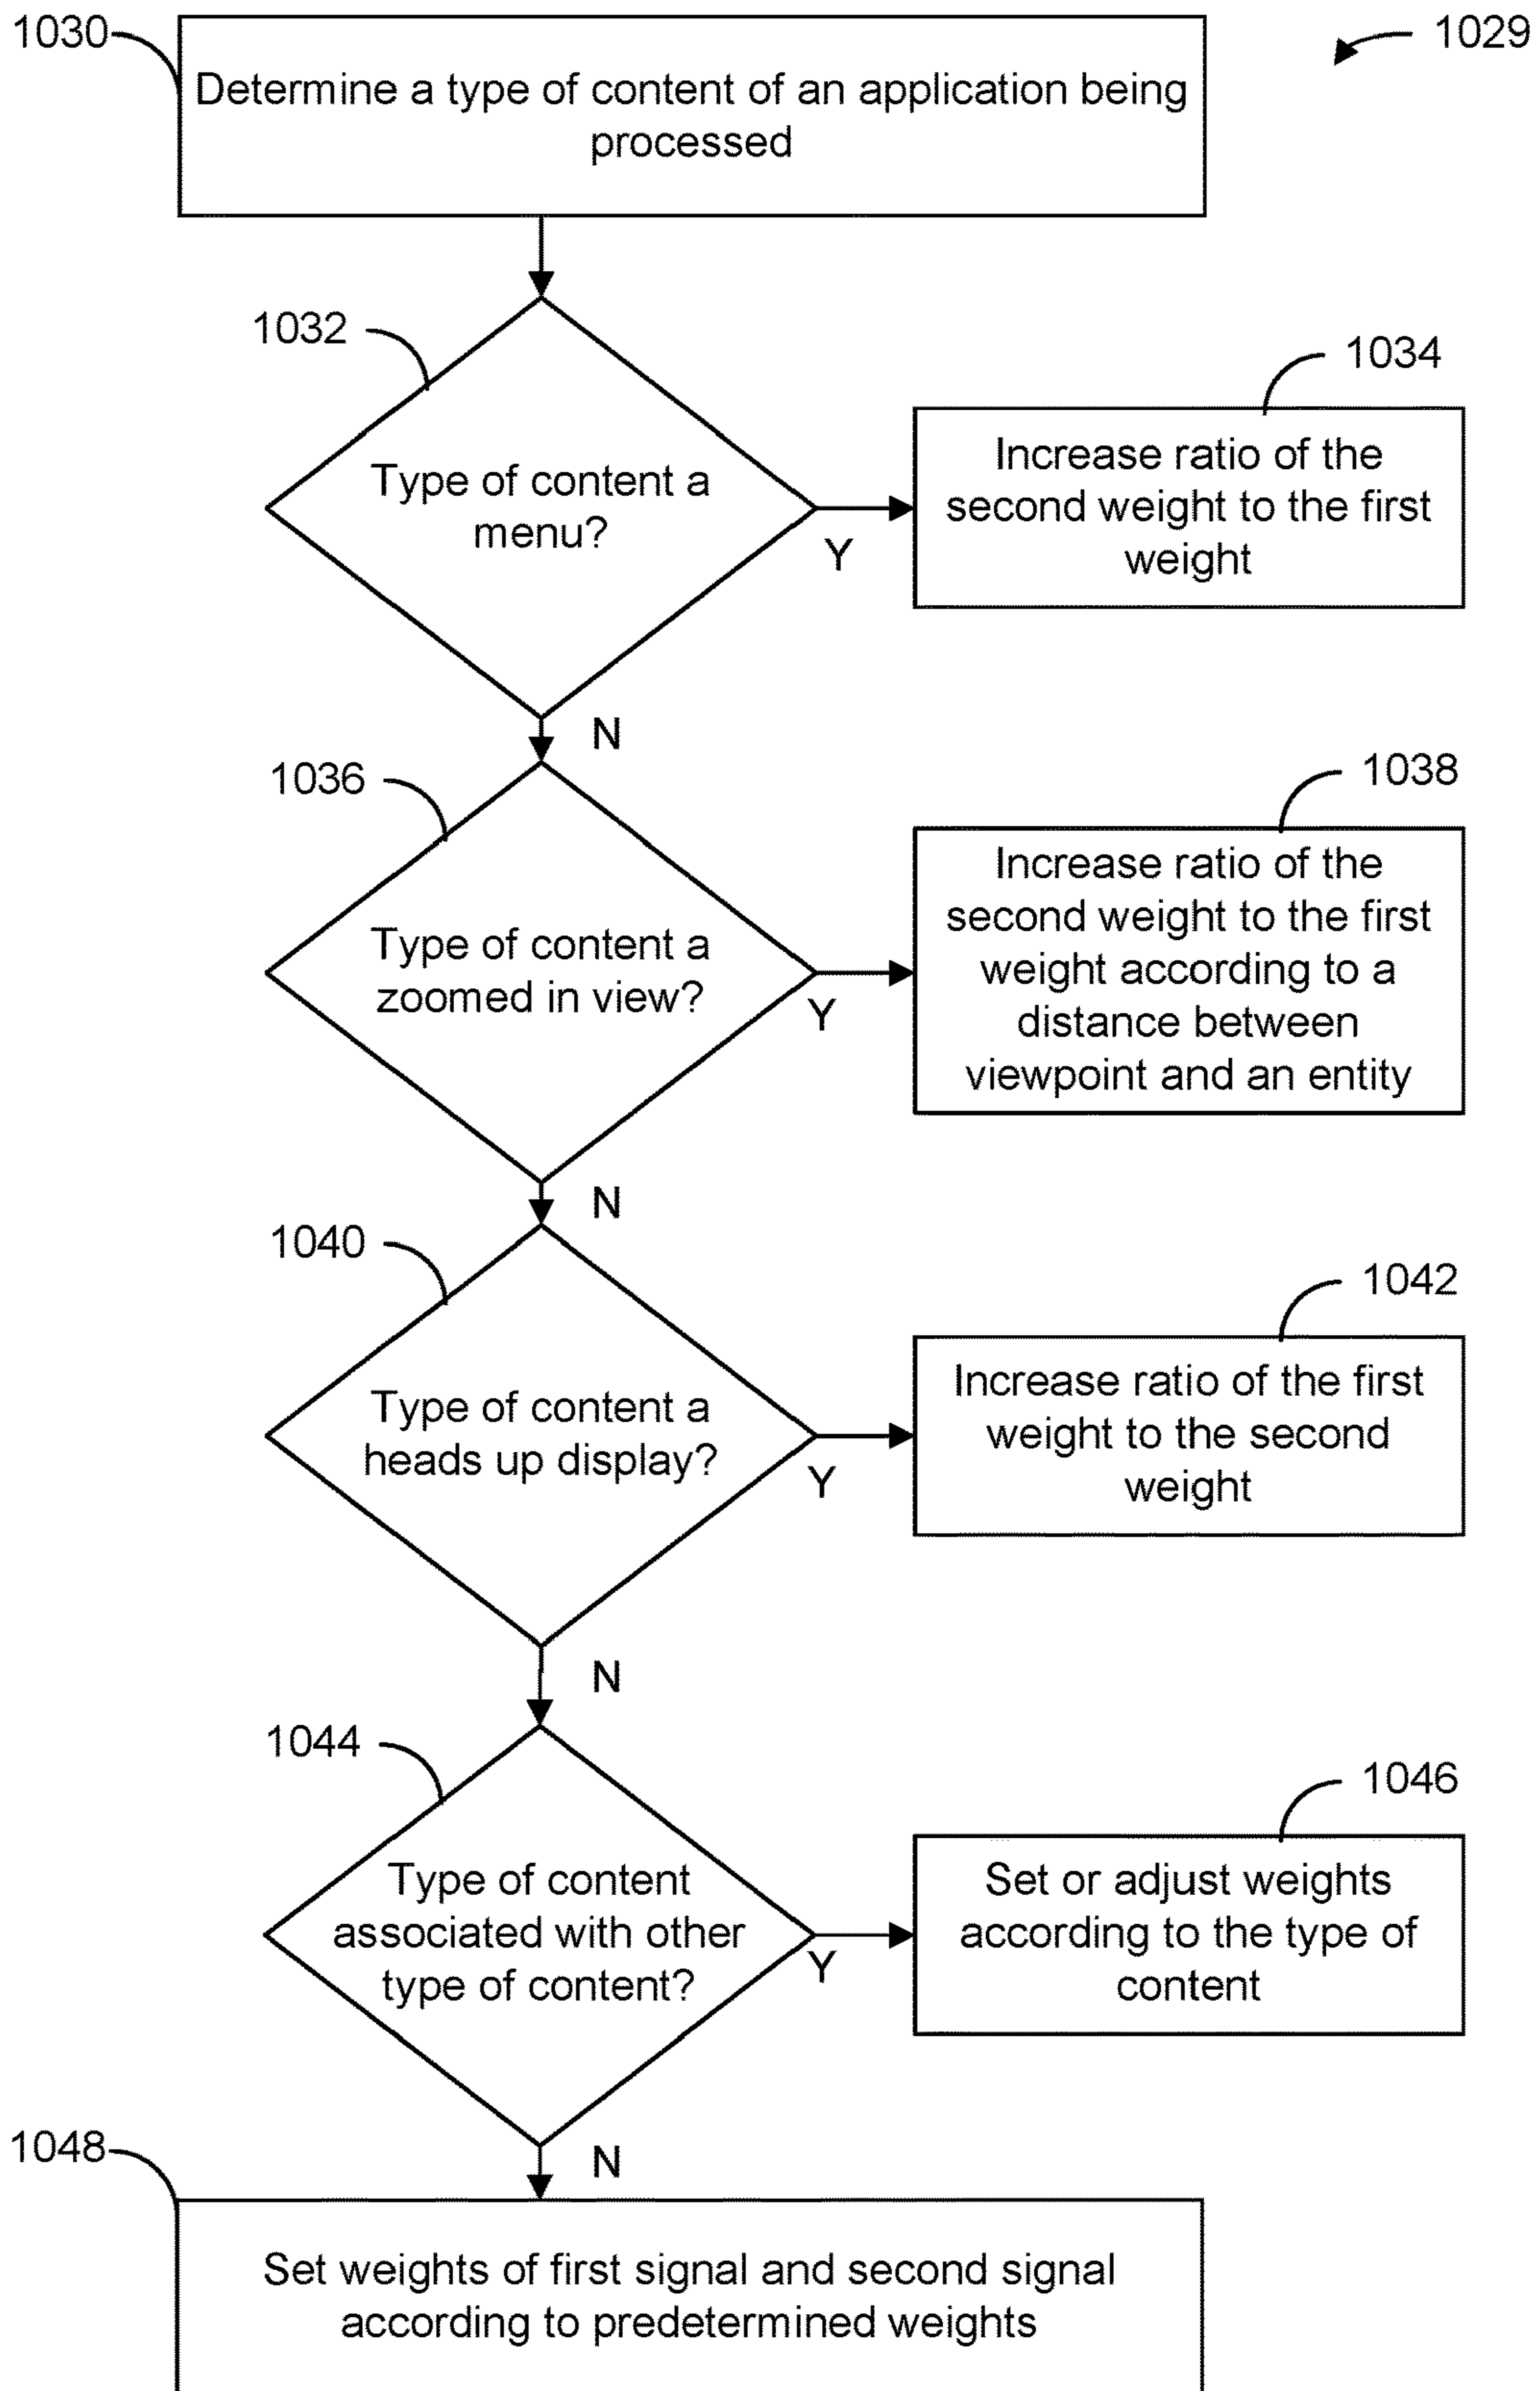 1030
1029
Determine a type of content of an application being
processed
1032
1034
Type of content a
menu?
Y
Increase ratio of the
second weight to the first
weight
N
1036
1038
Type of content a
zoomed in view?
Y
Increase ratio of the
second weight to the first
weight according to a
distance between
viewpoint and an entity
N
1040
1042
Type of content a
heads up display?
Y
Increase ratio of the first
weight to the second
weight
N
1044
1046
Type of content
associated with other
type of content?
Y
Set or adjust weights
according to the type of
content
N
1048
Set weights of first signal and second signal
according to predetermined weights